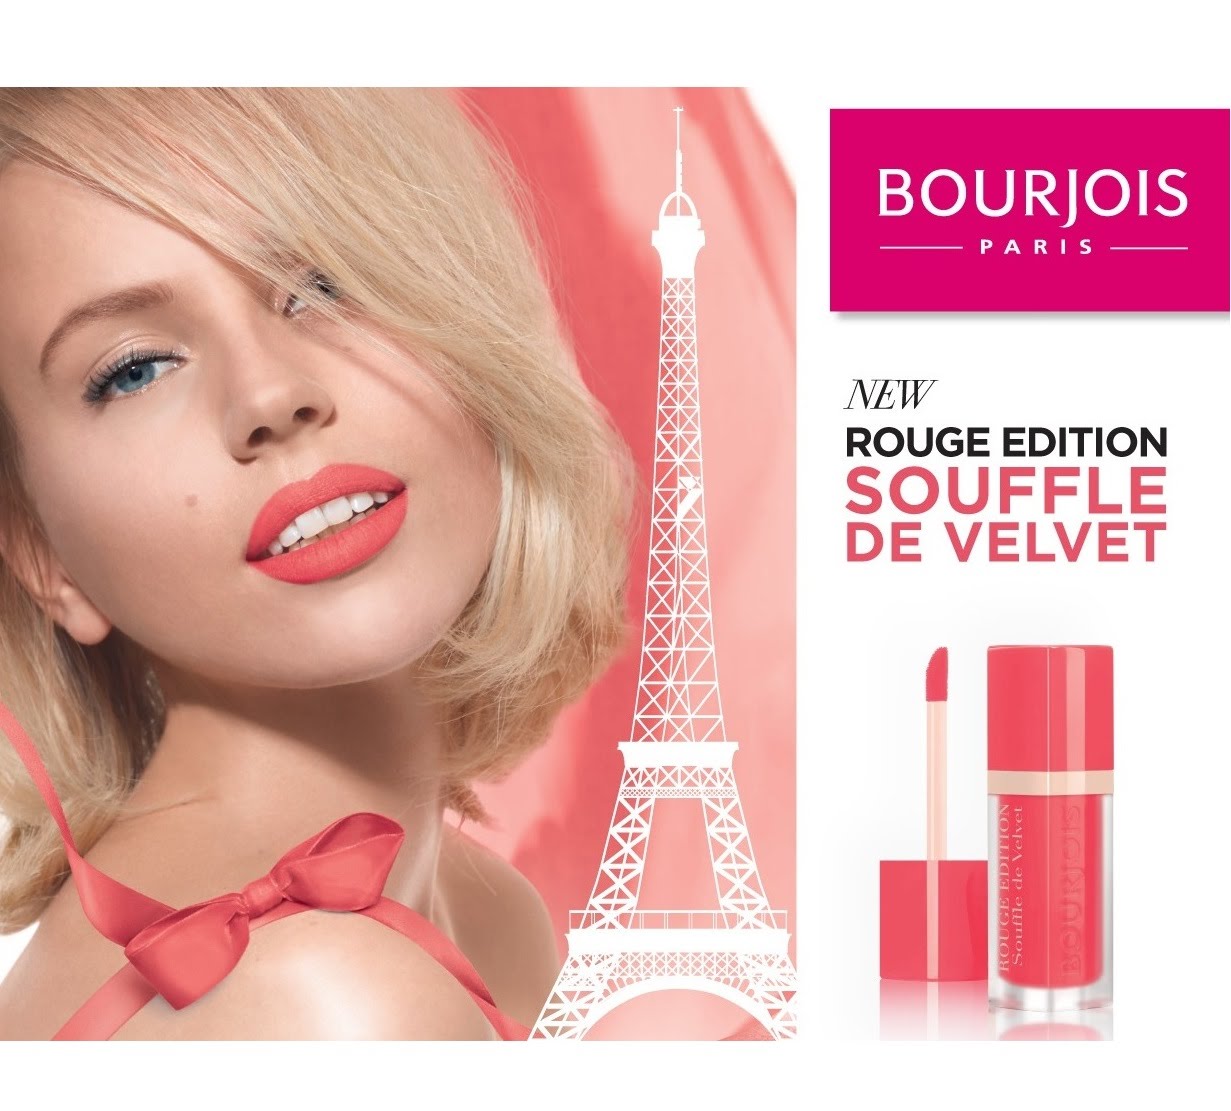 BOURJOIS
PARIS
NEW
ROUGE EDITION
SOUFFLE
DE VELVET
ROUGE EDITION
Souffle de Velvet
BOURJOIS